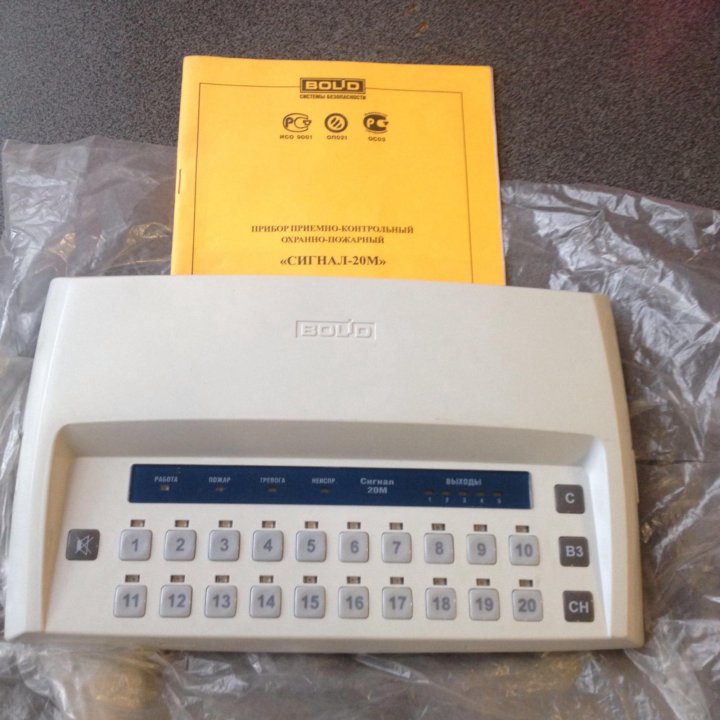 BOLID
СИСТЕМЫ БЕЗОПАСНОСТИ
ИСО 9001 ОП021 ОС03
ПРИБОР ПРИЕМНО-КОНТРОЛЬНЫЙ
ОХРАННО-ПОЖАРНЫЙ
«СИГНАЛ-20М»
BOLID
РАБОТА ПОЖАР ТРЕВОГА НЕИСПР. Сигнал 20М ВЫХОДЫ
1 2 3 4 5
С
1 2 3 4 5 6 7 8 9 10 ВЗ
11 12 13 14 15 16 17 18 19 20 СН